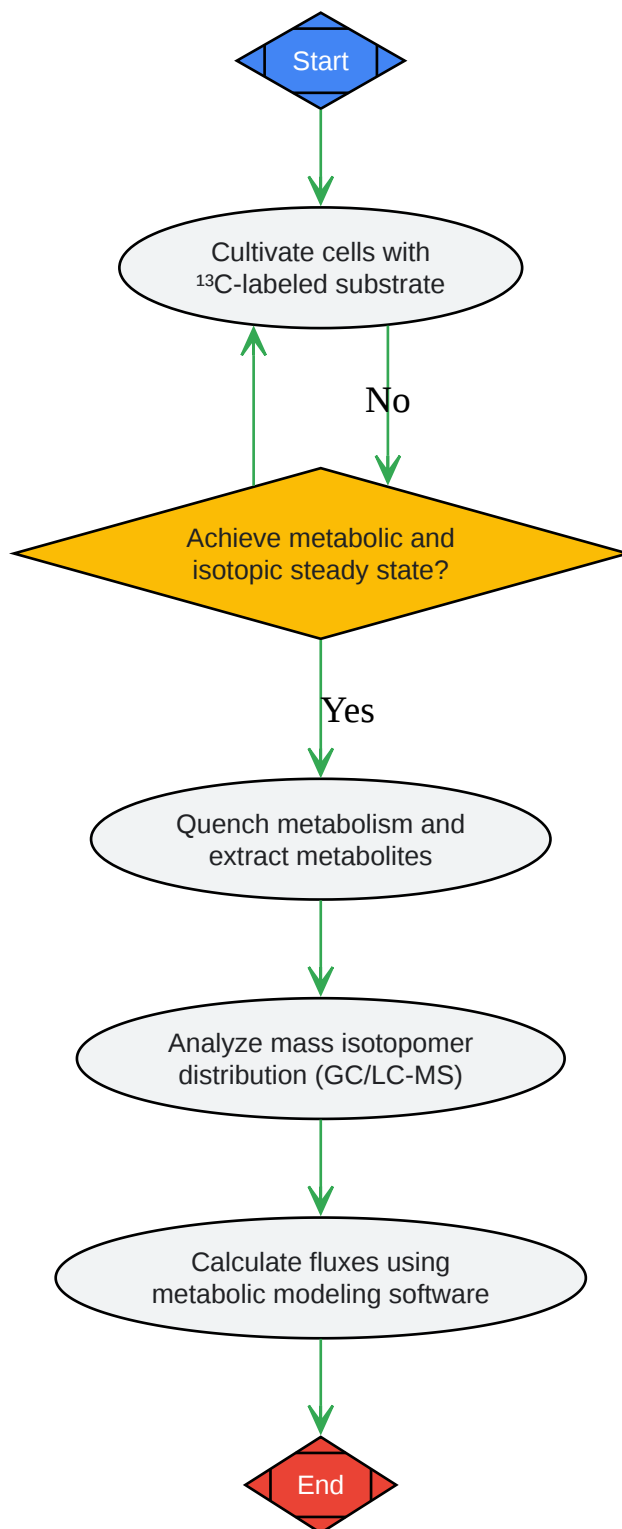 Start
Cultivate cells with
¹³C-labeled substrate
No
Achieve metabolic and
isotopic steady state?
Yes
Quench metabolism and
extract metabolites
Analyze mass isotopomer
distribution (GC/LC-MS)
Calculate fluxes using
metabolic modeling software
End